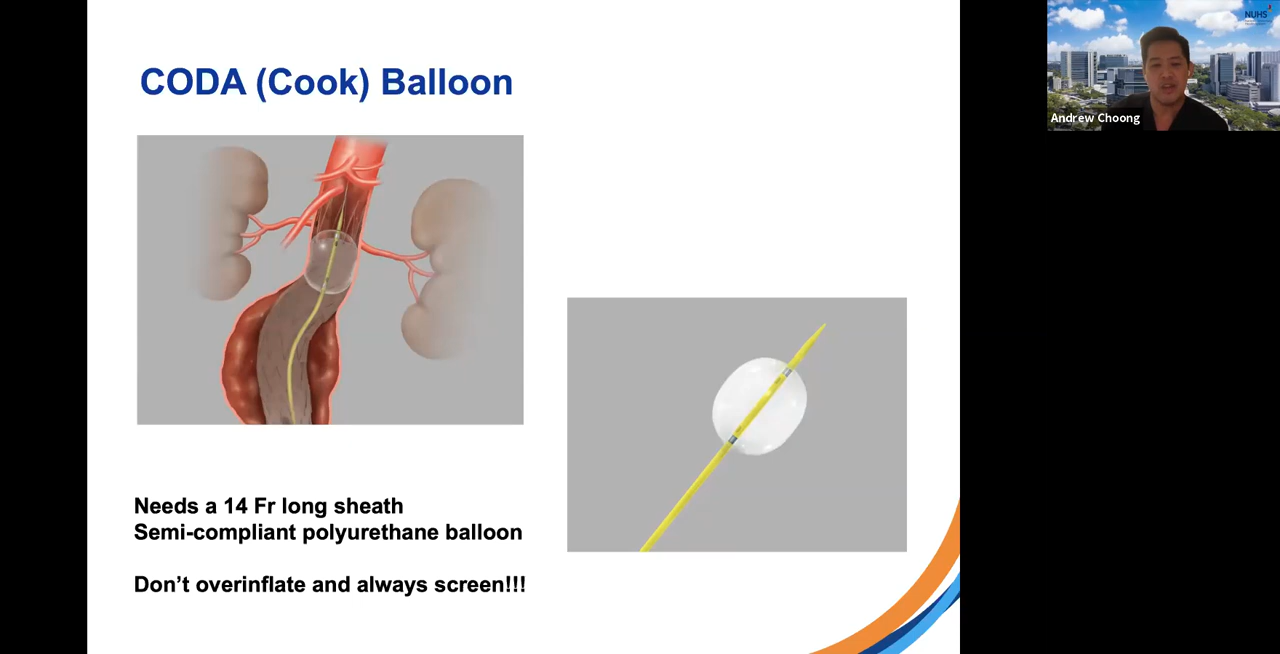 CODA (Cook) Balloon
NUHS
Andrew Choong
Needs a 14 Fr long sheath
Semi-compliant polyurethane balloon
Don’t overinflate and always screen!!!